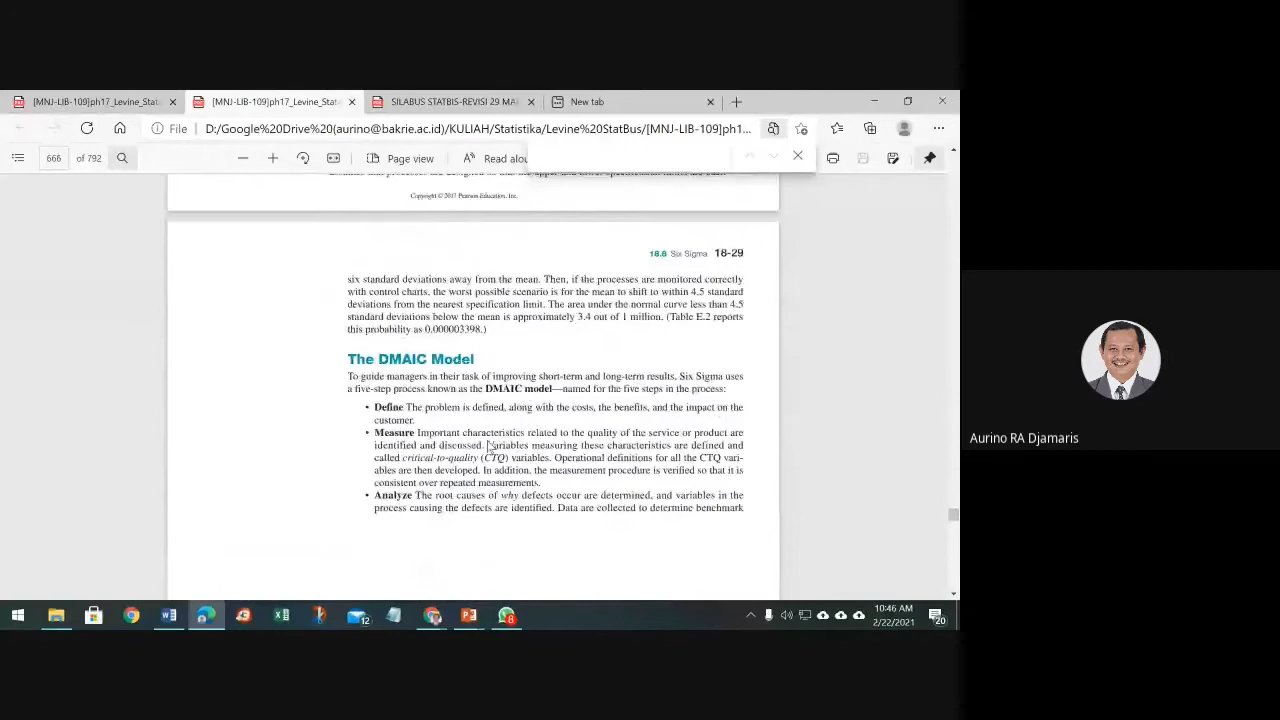 [MNJ-LIB-109]ph17_Levine_Stati
[MNJ-LIB-109]ph17_Levine_Stati
SILABUS STATBIS-REVISI 29 MA
New tab
File
D:/Google%20Drive%20(aurino@bakrie.ac.id)/KULIAH/Statistika/Levine%20StatBus/[MNJ-LIB-109]ph1...
666 of 792
Page view
Read alou
Copyright © 2017 Pearson Education, Inc.
18.8 Six Sigma 18-29
six standard deviations away from the mean. Then, if the processes are monitored correctly
with control charts, the worst possible scenario is for the mean to shift to within 4.5 standard
deviations from the nearest specification limit. The area under the normal curve less than 4.5
standard deviations below the mean is approximately 3.4 out of 1 million. (Table E.2 reports
this probability as 0.000003398.)
The DMAIC Model
To guide managers in their task of improving short-term and long-term results, Six Sigma uses
a five-step process known as the DMAIC model—named for the five steps in the process:
• Define The problem is defined, along with the costs, the benefits, and the impact on the
customer.
• Measure Important characteristics related to the quality of the service or product are
identified and discussed. Variables measuring these characteristics are defined and
called critical-to-quality (CTQ) variables. Operational definitions for all the CTQ vari-
ables are then developed. In addition, the measurement procedure is verified so that it is
consistent over repeated measurements.
• Analyze The root causes of why defects occur are determined, and variables in the
process causing the defects are identified. Data are collected to determine benchmark
Aurino RA Djamaris
12
8
10:46 AM
2/22/2021
20